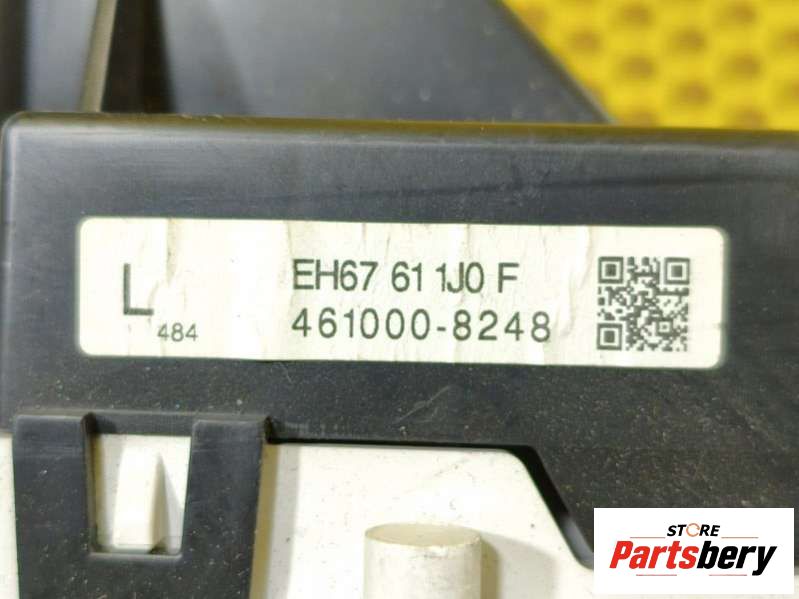 L 484
EH67 61 1J0 F
461000-8248
STORE
Partsbery